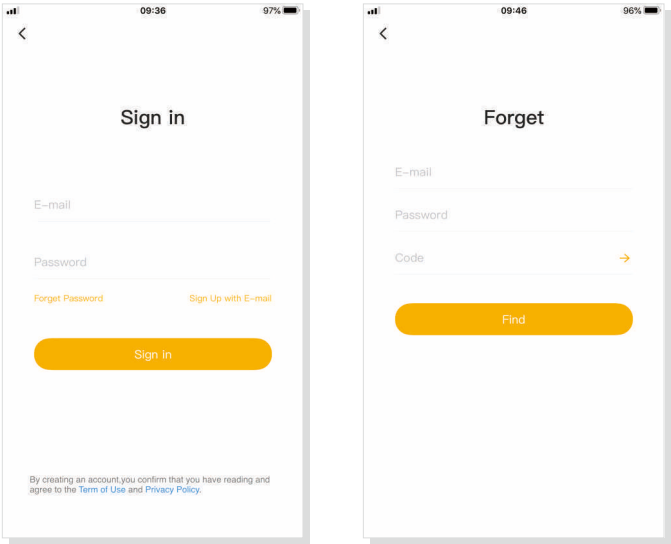 09:36
97%
Sign in
E-mail
Password
Forget Password
Sign Up with E-mail
Sign in
By creating an account,you confirm that you have reading and
agree to the Term of Use and Privacy Policy.
09:46
96%
Forget
E-mail
Password
Code
Find